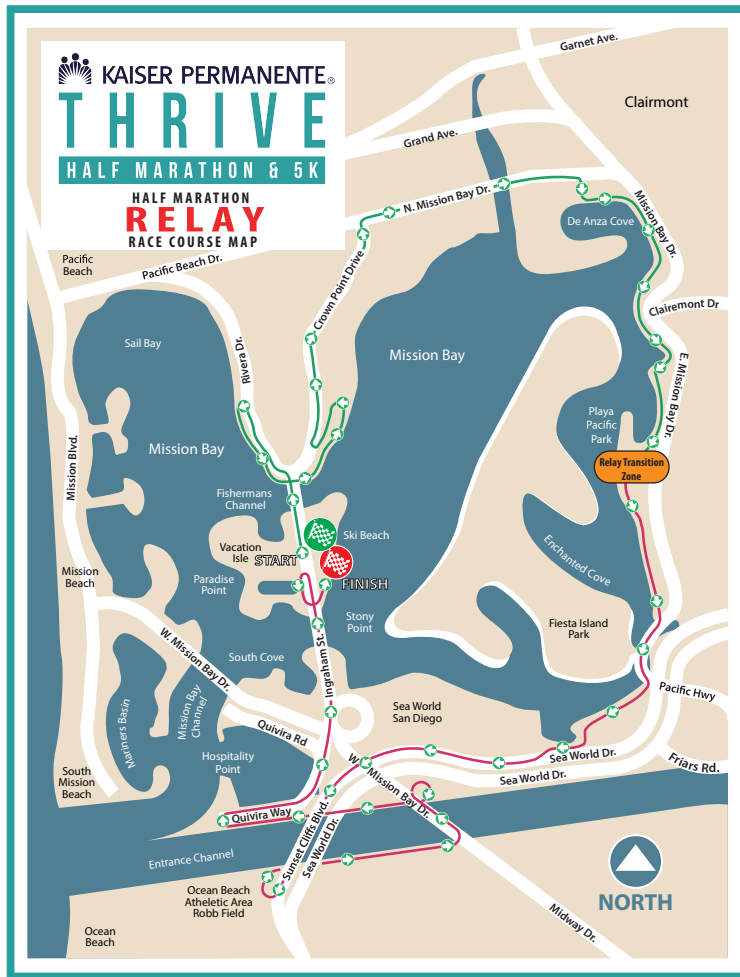 KAISER PERMANENTE®
THRIVE
HALF MARATHON & 5K
HALF MARATHON
RELAY
RACE COURSE MAP
Garnet Ave.
Clairmont
Grand Ave.
N. Mission Bay Dr.
Mission Bay Dr.
De Anza Cove
Pacific
Beach
Pacific Beach Dr.
Crown Point Drive
Clairemont Dr
Sail Bay
Rivera Dr.
Mission Bay
E. Mission Bay Dr.
Playa
Pacific
Park
Mission Blvd.
Mission Bay
Relay Transition
Zone
Fishermans
Channel
Ski Beach
Vacation
Isle
START
Enchanted Cove
Mission
Beach
Paradise
Point
FINISH
Stony
Point
Fiesta Island
Park
W. Mission Bay Dr.
South Cove
Ingraham St.
Pacific Hwy
Mariners Basin
Mission Bay
Channel
Sea World
San Diego
Quivira Rd
Hospitality
Point
Sea World Dr.
Friars Rd.
South
Mission
Beach
W. Mission Bay Dr.
Sea World Dr.
Quivira Way
Sunset Cliffs Blvd.
Sea World Dr.
Entrance Channel
Ocean Beach
Atheletic Area
Robb Field
NORTH
Midway Dr.
Ocean
Beach